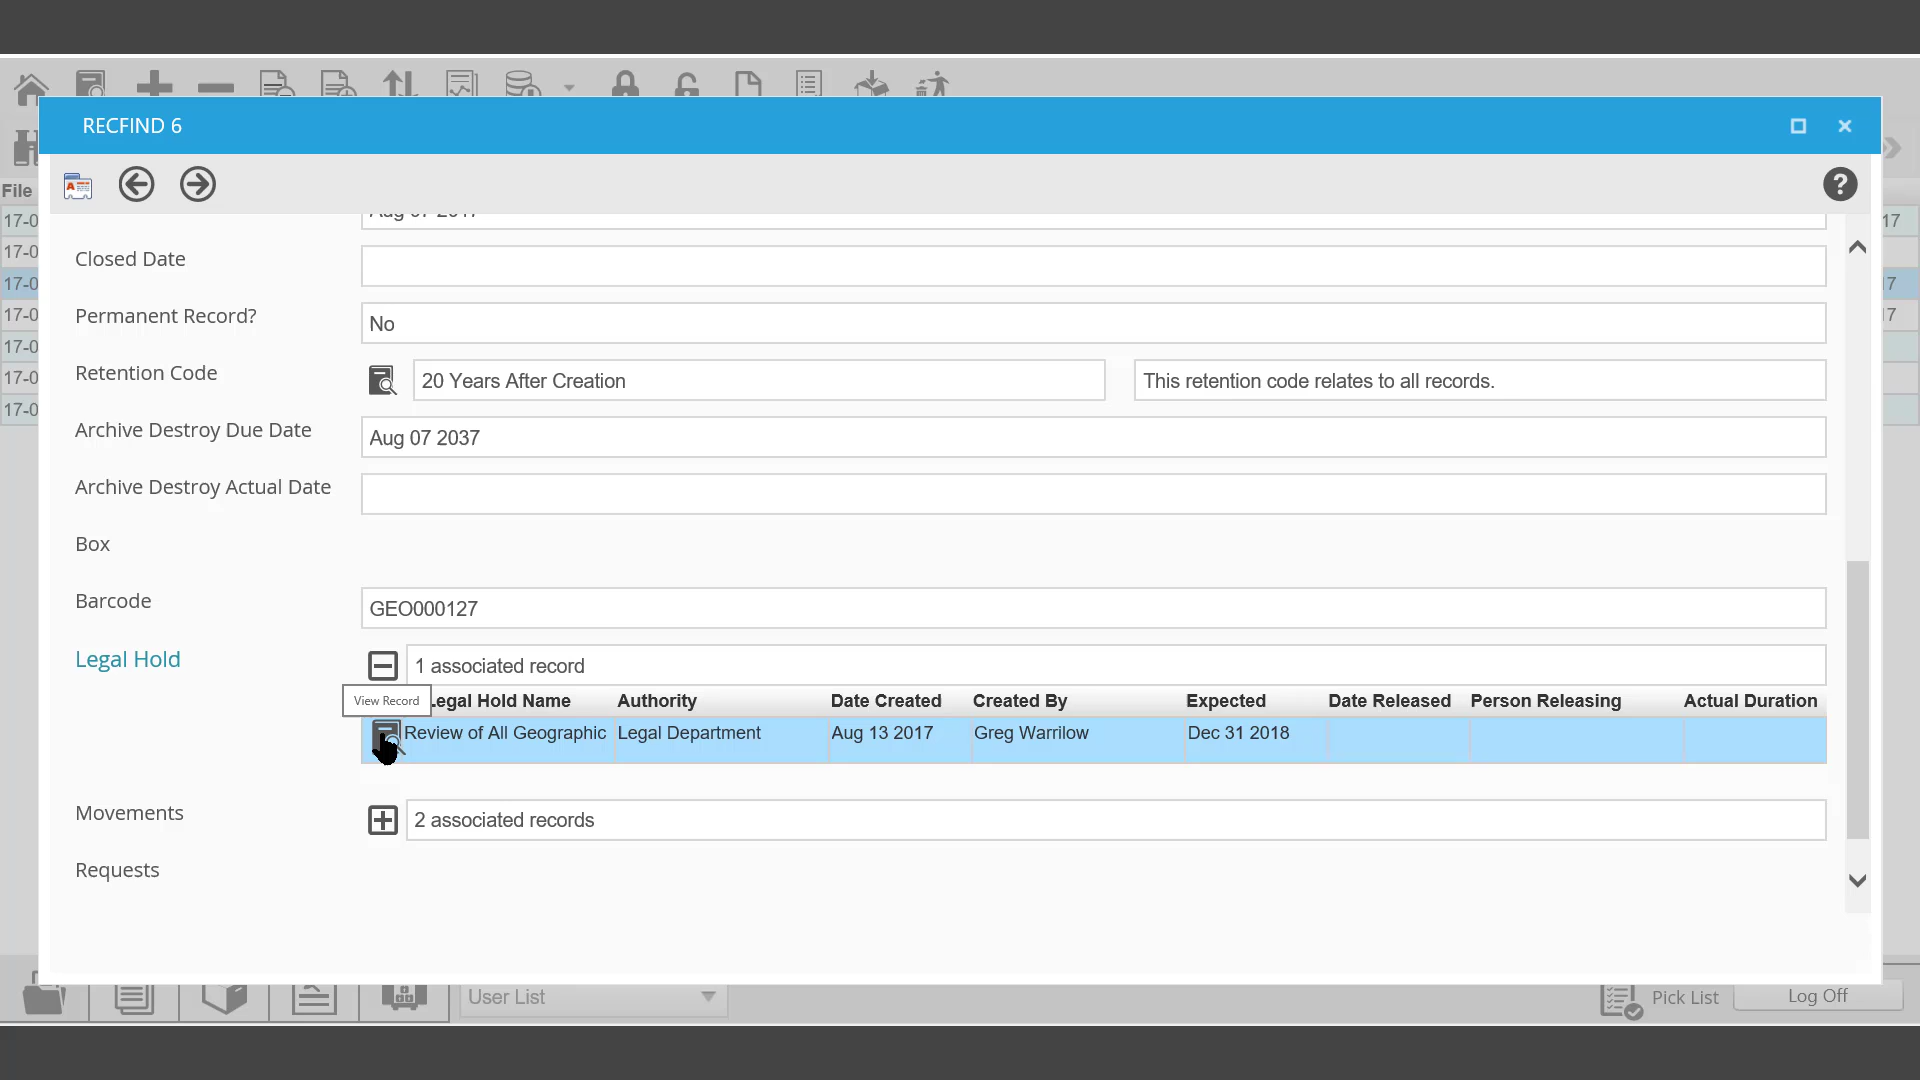 RECFIND 6
File
17-0
17
17-0
17-0
7
17-0
17
17-0
17-0
17-0
Aug 07 2017
Closed Date
Permanent Record?
No
Retention Code
20 Years After Creation
This retention code relates to all records.
Archive Destroy Due Date
Aug 07 2037
Archive Destroy Actual Date
Box
Barcode
GEO000127
Legal Hold
1 associated record
View Record
Legal Hold Name Authority Date Created Created By Expected Date Released Person Releasing Actual Duration
Review of All Geographic Legal Department Aug 13 2017 Greg Warrilow Dec 31 2018
Movements
2 associated records
Requests
User List
Pick List
Log Off